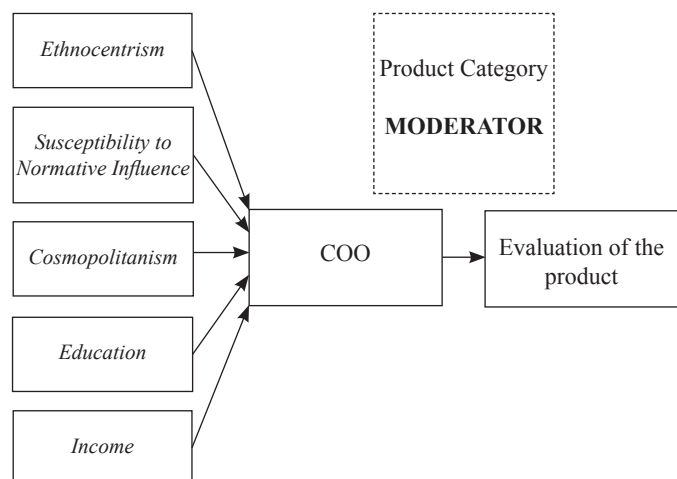 Ethnocentrism
Susceptibility to
Normative Influence
Cosmopolitanism
Education
Income
Product Category
MODERATOR
COO
Evaluation of the
product